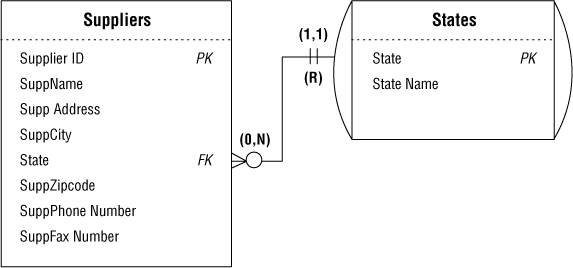 Suppliers
Supplier ID PK
SuppName
Supp Address
SuppCity
State FK
SuppZipcode
SuppPhone Number
SuppFax Number
(0,N)
(1,1)
(R)
States
State PK
State Name